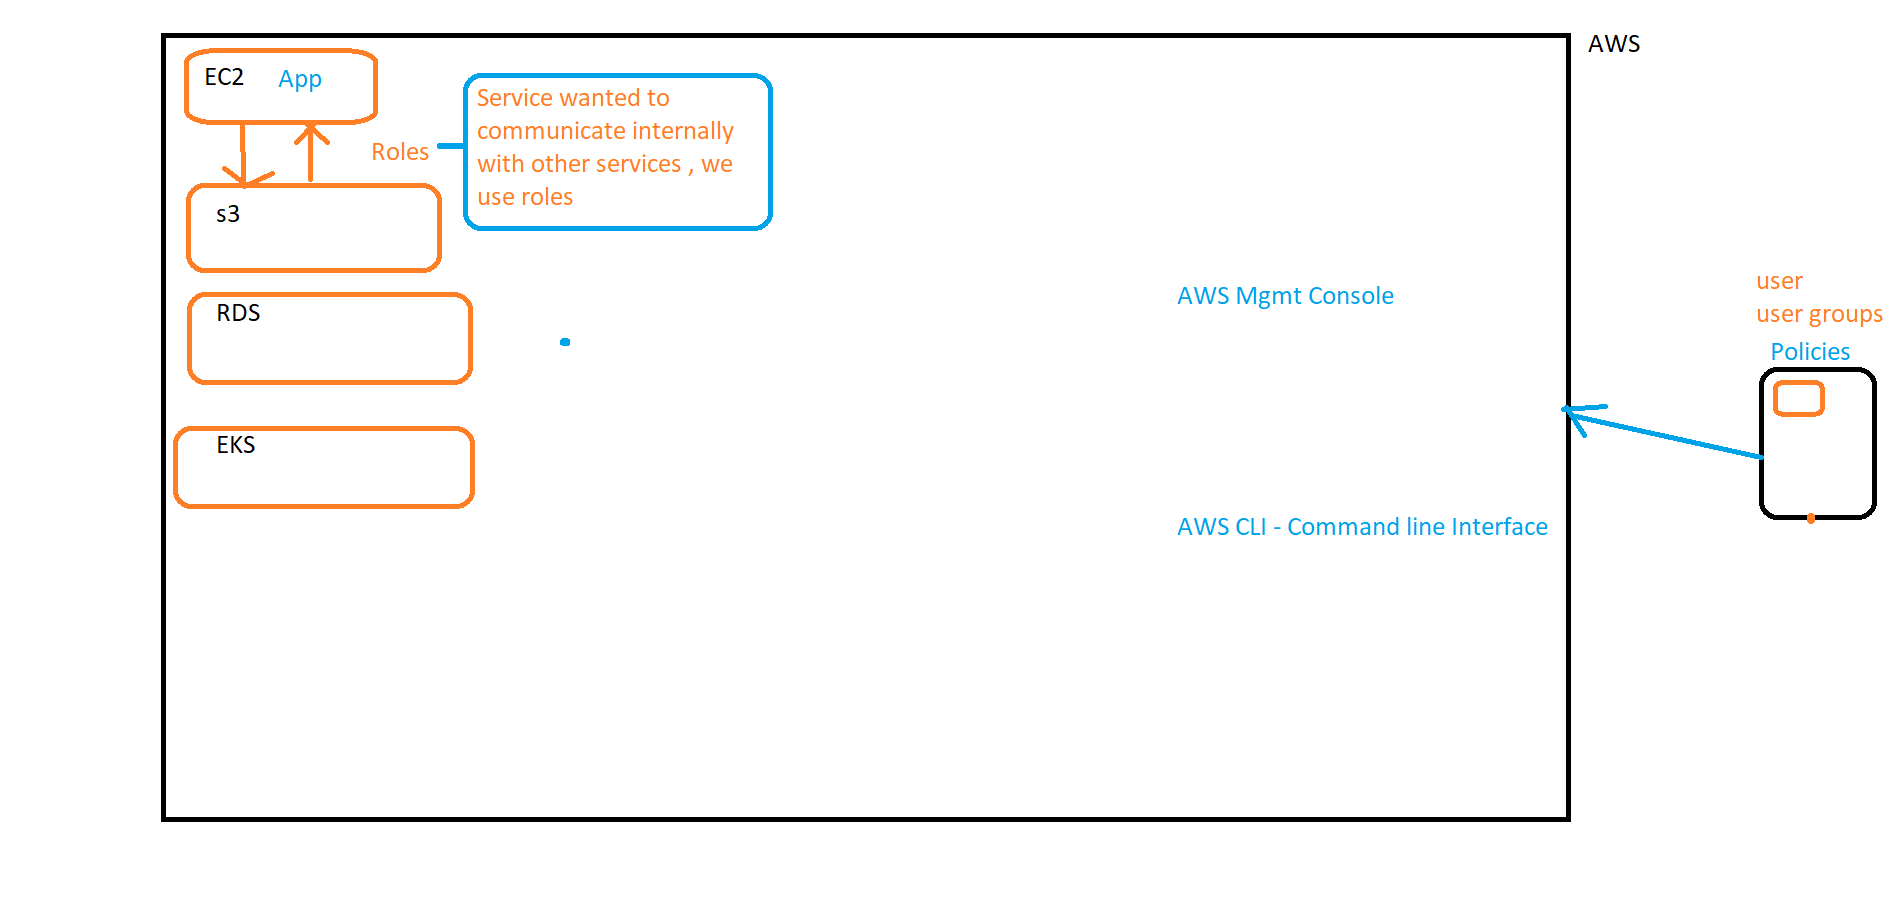 AWS
EC2 App
Service wanted to
communicate internally
with other services , we
use roles
Roles
s3
RDS
EKS
AWS Mgmt Console
AWS CLI - Command line Interface
user
user groups
Policies